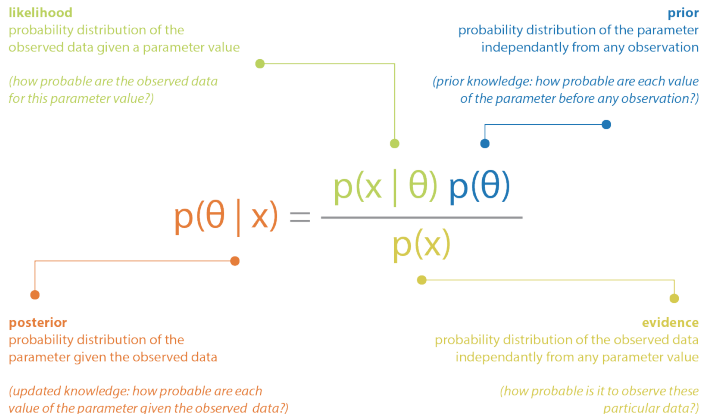 likelihood
probability distribution of the
observed data given a parameter value
(how probable are the observed data
for this parameter value?)
prior
probability distribution of the parameter
independantly from any observation
(prior knowledge: how probable are each value
of the parameter before any observation?)
p(θ | x) = p(x | θ) p(θ)
p(x)
posterior
probability distribution of the
parameter given the observed data
(updated knowledge: how probable are each
value of the parameter given the observed data?)
evidence
probability distribution of the observed data
independantly from any parameter value
(how probable is it to observe these
particular data?)